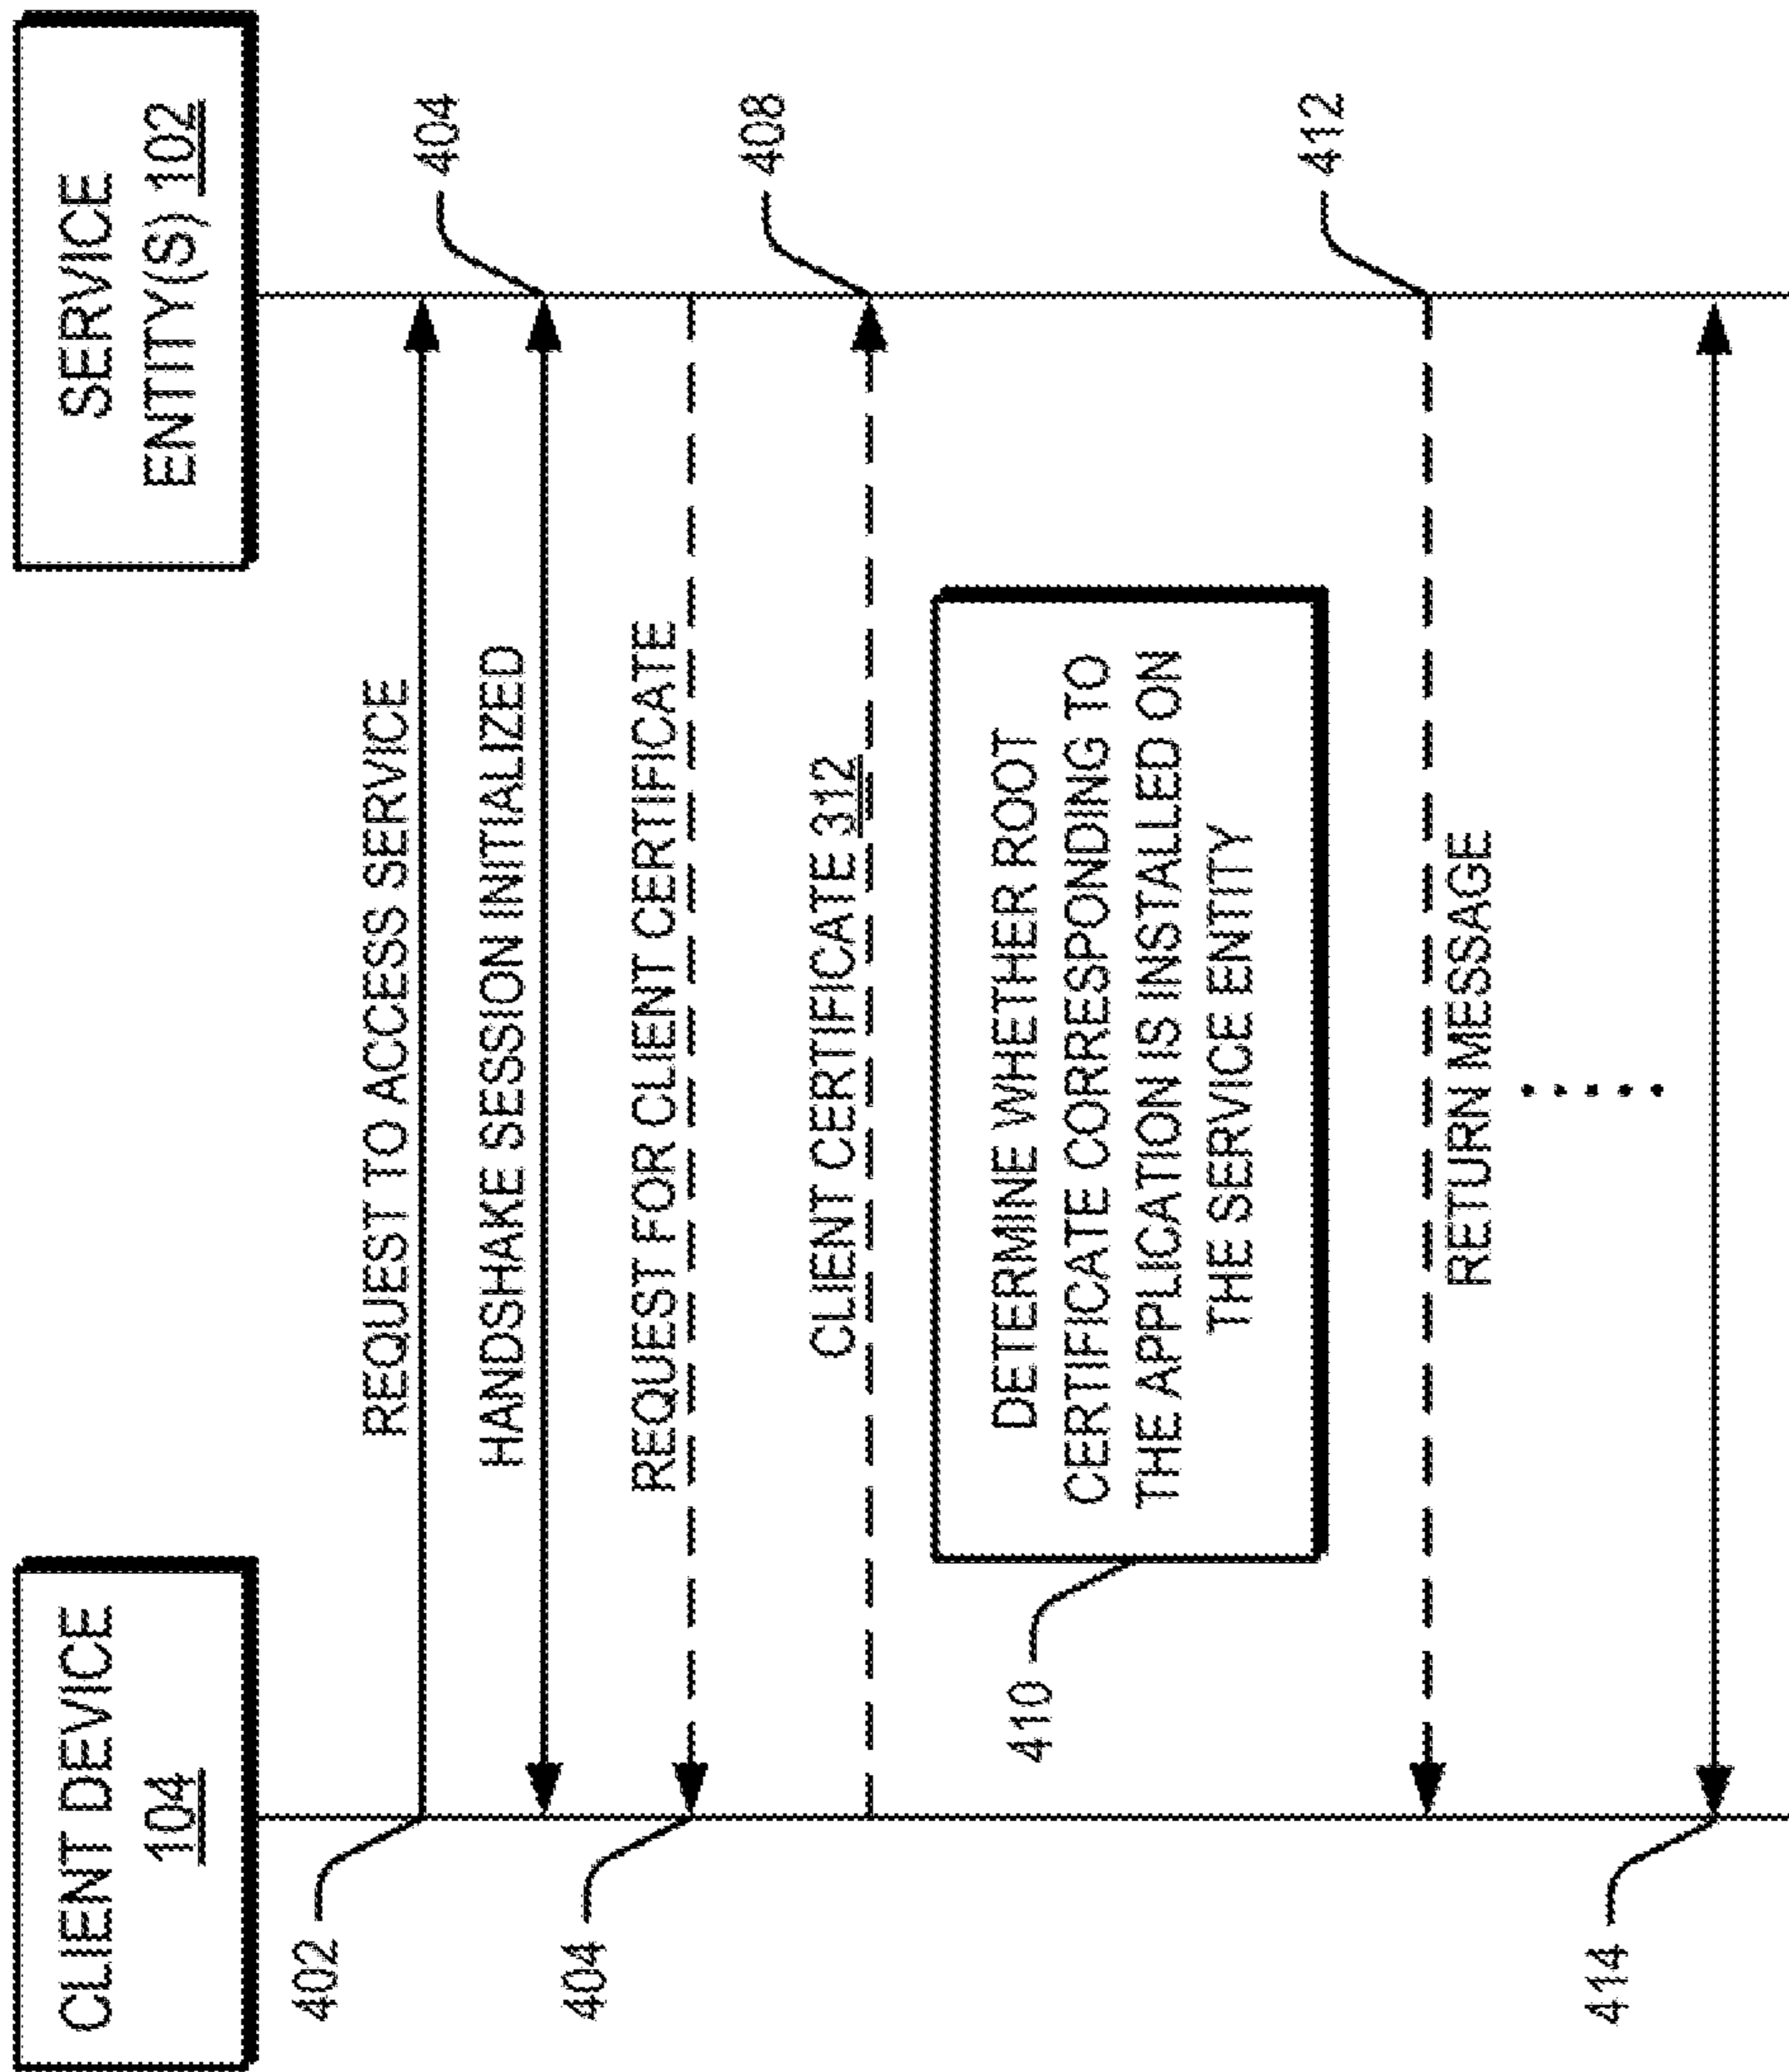 CLIENT DEVICE
104
SERVICE
ENTITY(S) 102
402
REQUEST TO ACCESS SERVICE
HANDSHAKE SESSION INITIALIZED
404
404
REQUEST FOR CLIENT CERTIFICATE
CLIENT CERTIFICATE 312
408
410
DETERMINE WHETHER ROOT
CERTIFICATE CORRESPONDING TO
THE APPLICATION IS INSTALLED ON
THE SERVICE ENTITY
412
RETURN MESSAGE
414